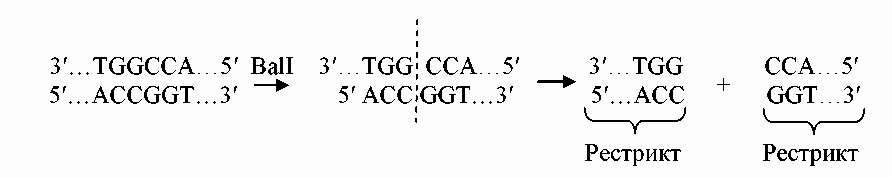 3′…TGGCCA…5′ BalI 3′…TGG CCA…5′ 3′…TGG CCA…5′
5′…ACCGGT…3′ 5′ ACC GGT…3′ 5′…ACC + GGT…3′
Рестрикт Рестрикт